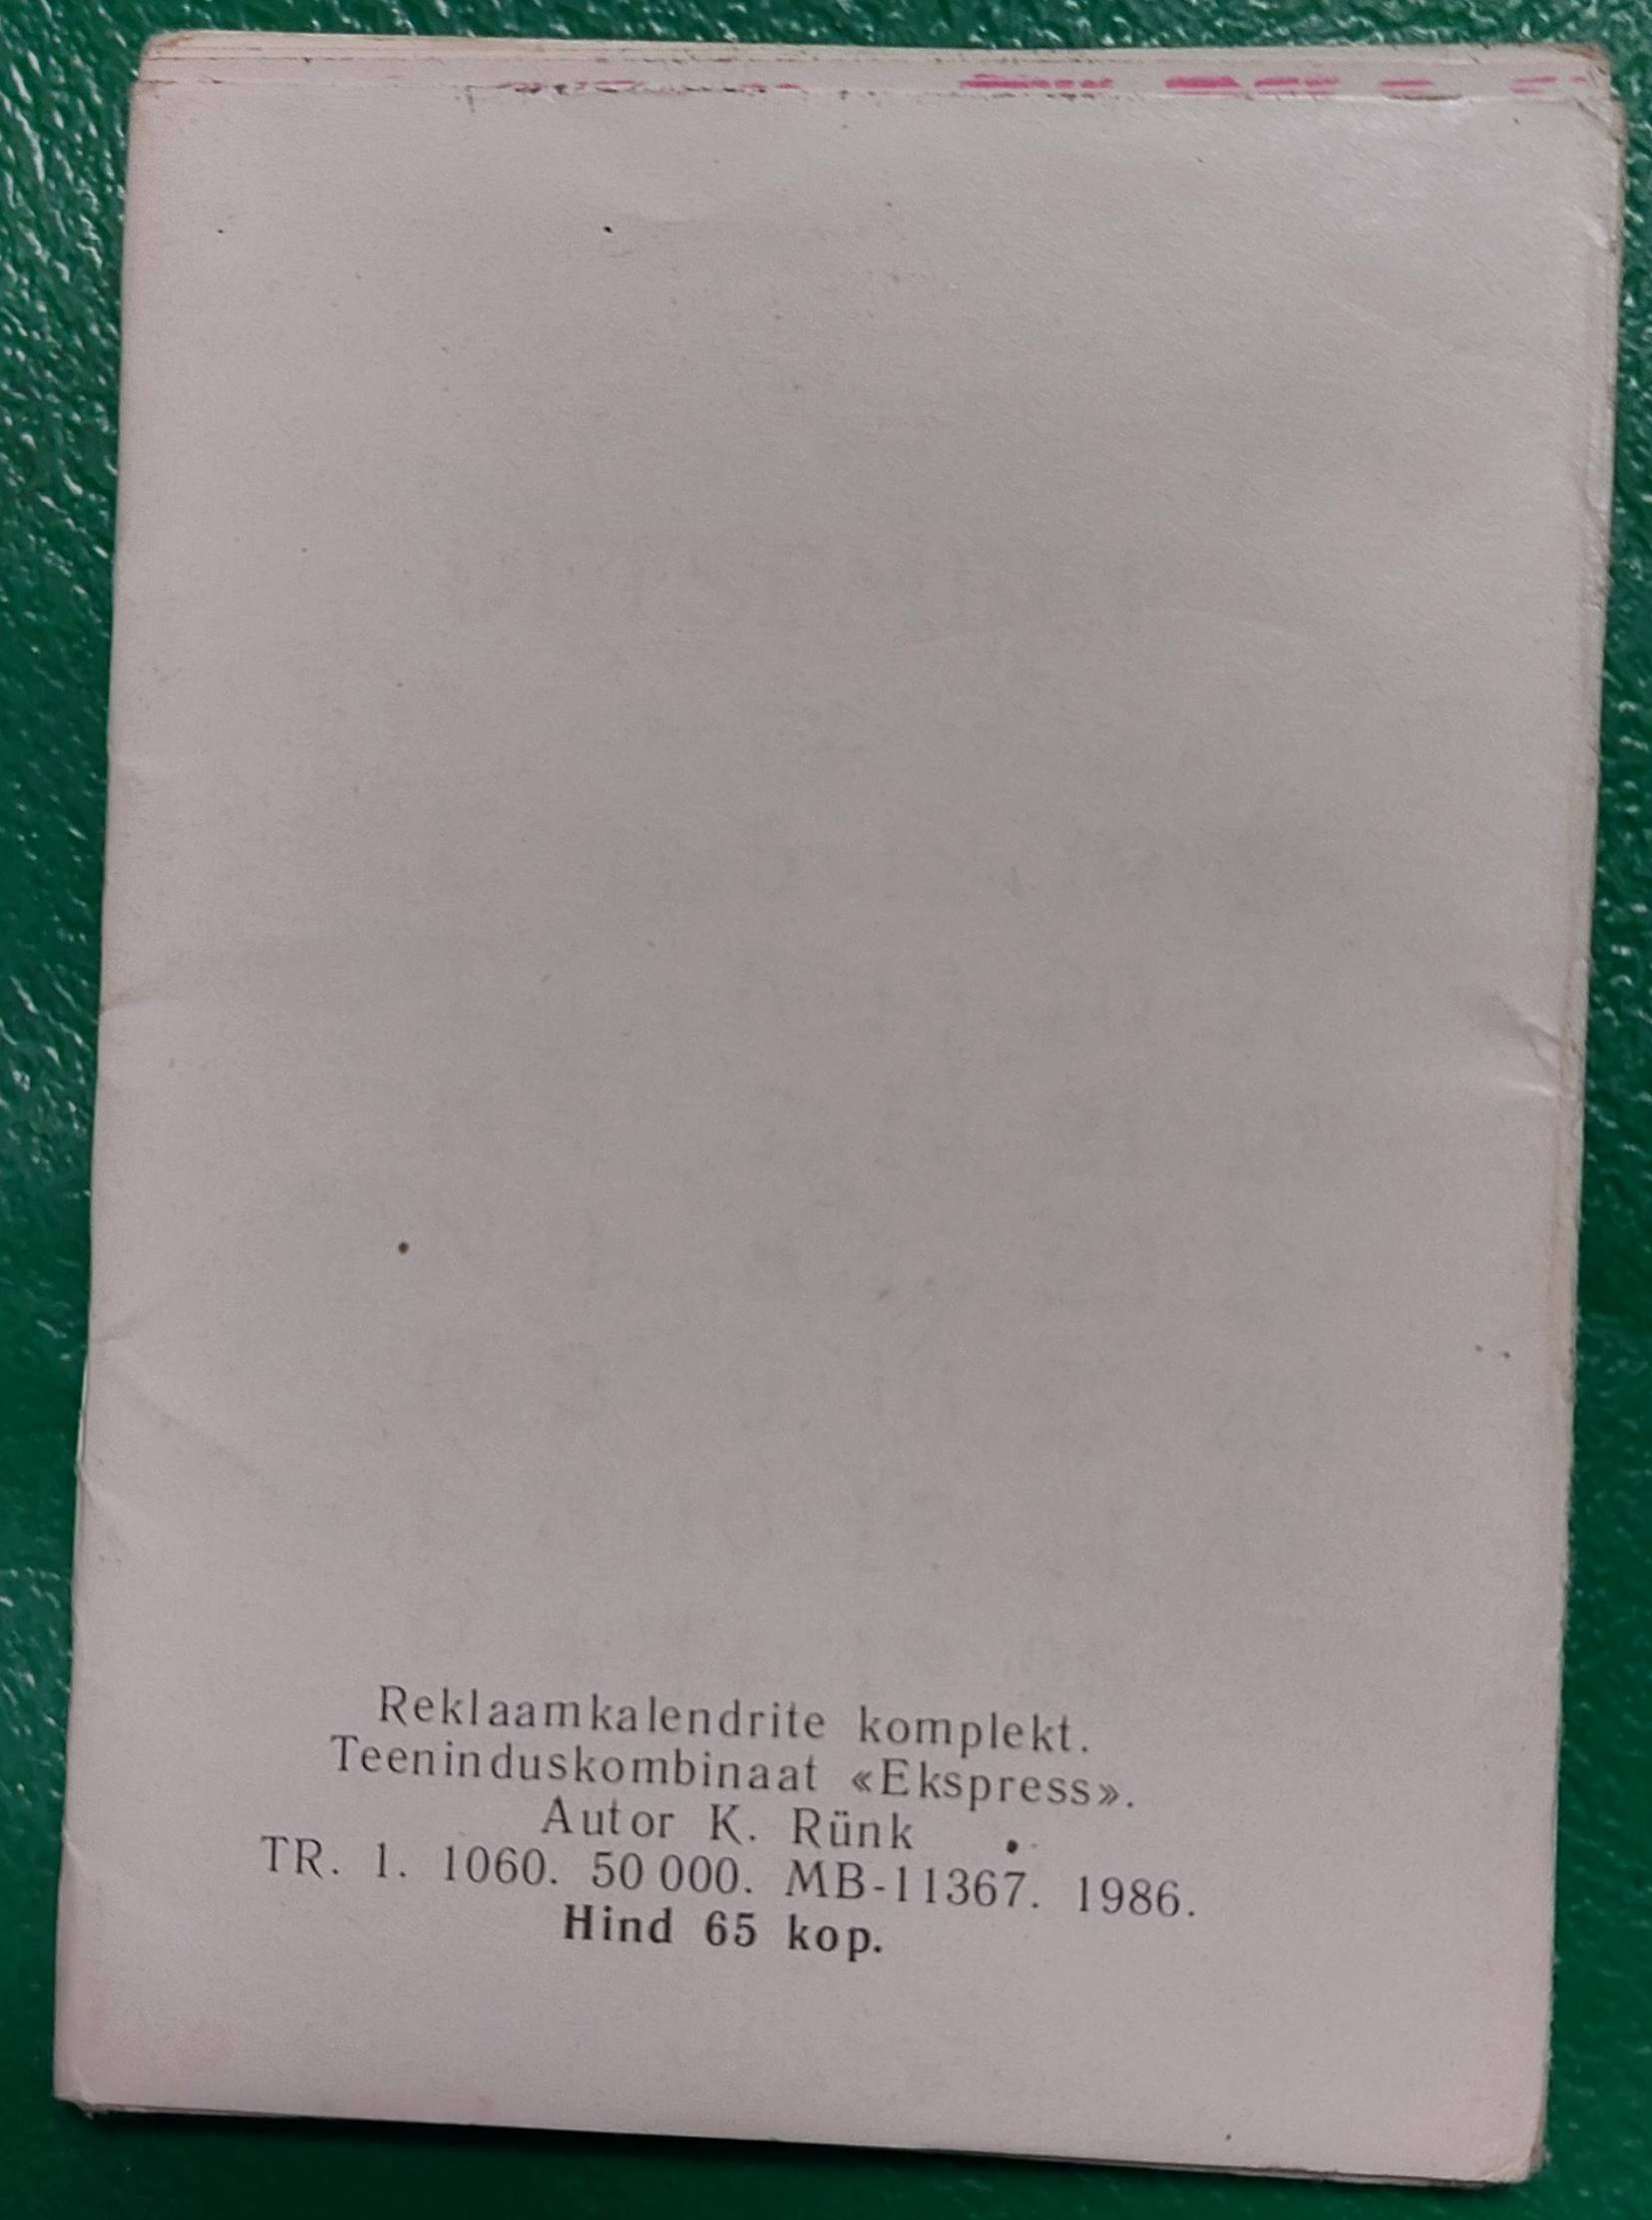 Reklaamkalendrite komplekt.
Teeninduskombinaat «Ekspress».
Autor K. Rünk
TR. 1. 1060. 50 000. MB-11367. 1986.
Hind 65 kop.